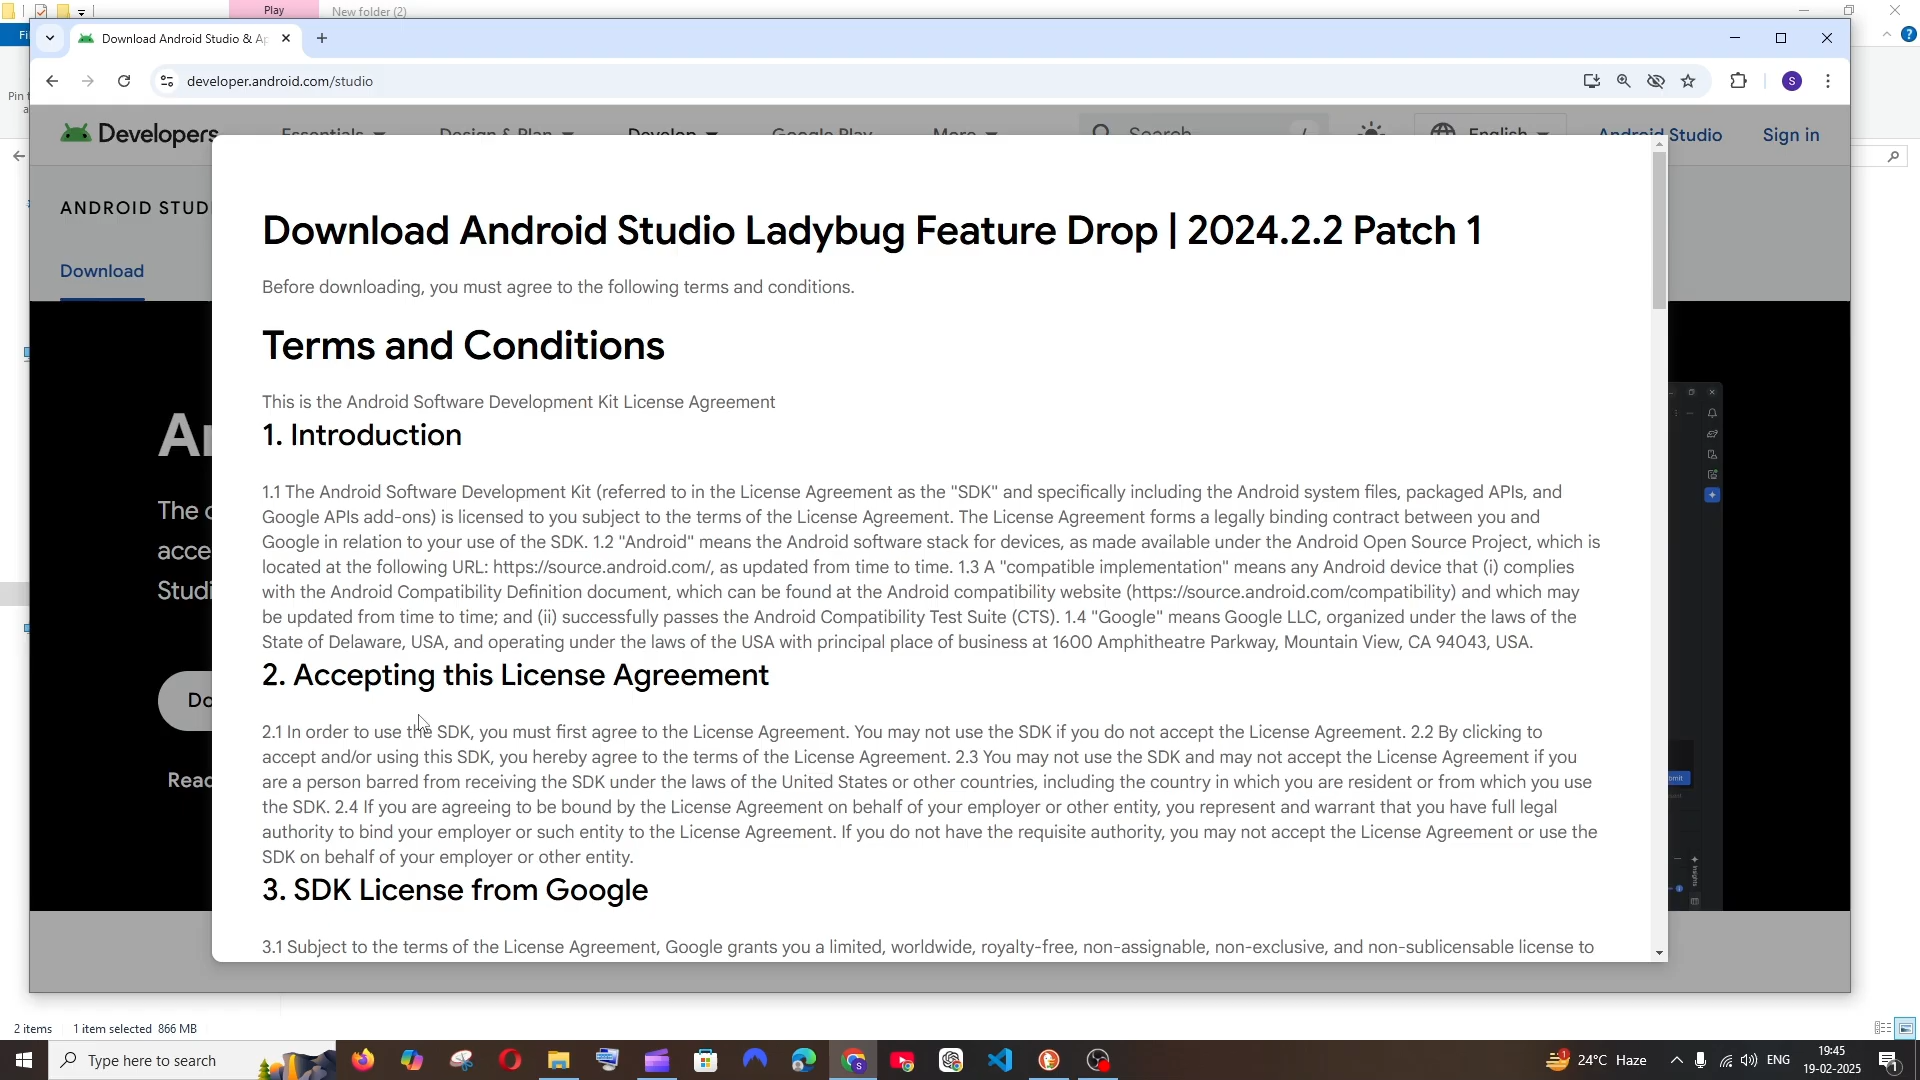 Play
New folder (2)
Download Android Studio & Ap
developer.android.com/studio
S
Developers
Essentials
Design & Plan
Develop
Google Play
More
Search
/
English
Android Studio
Sign in
ANDROID STUD
Download
Download Android Studio Ladybug Feature Drop | 2024.2.2 Patch 1
Before downloading, you must agree to the following terms and conditions.
Terms and Conditions
This is the Android Software Development Kit License Agreement
1. Introduction
1.1 The Android Software Development Kit (referred to in the License Agreement as the "SDK" and specifically including the Android system files, packaged APIs, and
Google APIs add-ons) is licensed to you subject to the terms of the License Agreement. The License Agreement forms a legally binding contract between you and
Google in relation to your use of the SDK. 1.2 "Android" means the Android software stack for devices, as made available under the Android Open Source Project, which is
located at the following URL: https://source.android.com/, as updated from time to time. 1.3 A "compatible implementation" means any Android device that (i) complies
with the Android Compatibility Definition document, which can be found at the Android compatibility website (https://source.android.com/compatibility) and which may
be updated from time to time; and (ii) successfully passes the Android Compatibility Test Suite (CTS). 1.4 "Google" means Google LLC, organized under the laws of the
State of Delaware, USA, and operating under the laws of the USA with principal place of business at 1600 Amphitheatre Parkway, Mountain View, CA 94043, USA.
2. Accepting this License Agreement
2.1 In order to use the SDK, you must first agree to the License Agreement. You may not use the SDK if you do not accept the License Agreement. 2.2 By clicking to
accept and/or using this SDK, you hereby agree to the terms of the License Agreement. 2.3 You may not use the SDK and may not accept the License Agreement if you
are a person barred from receiving the SDK under the laws of the United States or other countries, including the country in which you are resident or from which you use
the SDK. 2.4 If you are agreeing to be bound by the License Agreement on behalf of your employer or other entity, you represent and warrant that you have full legal
authority to bind your employer or such entity to the License Agreement. If you do not have the requisite authority, you may not accept the License Agreement or use the
SDK on behalf of your employer or other entity.
3. SDK License from Google
3.1 Subject to the terms of the License Agreement, Google grants you a limited, worldwide, royalty-free, non-assignable, non-exclusive, and non-sublicensable license to
An
The o
acce
Studi
Do
Read
2 items
1 item selected 866 MB
Type here to search
24°C Haze
ENG
19:45
19-02-2025